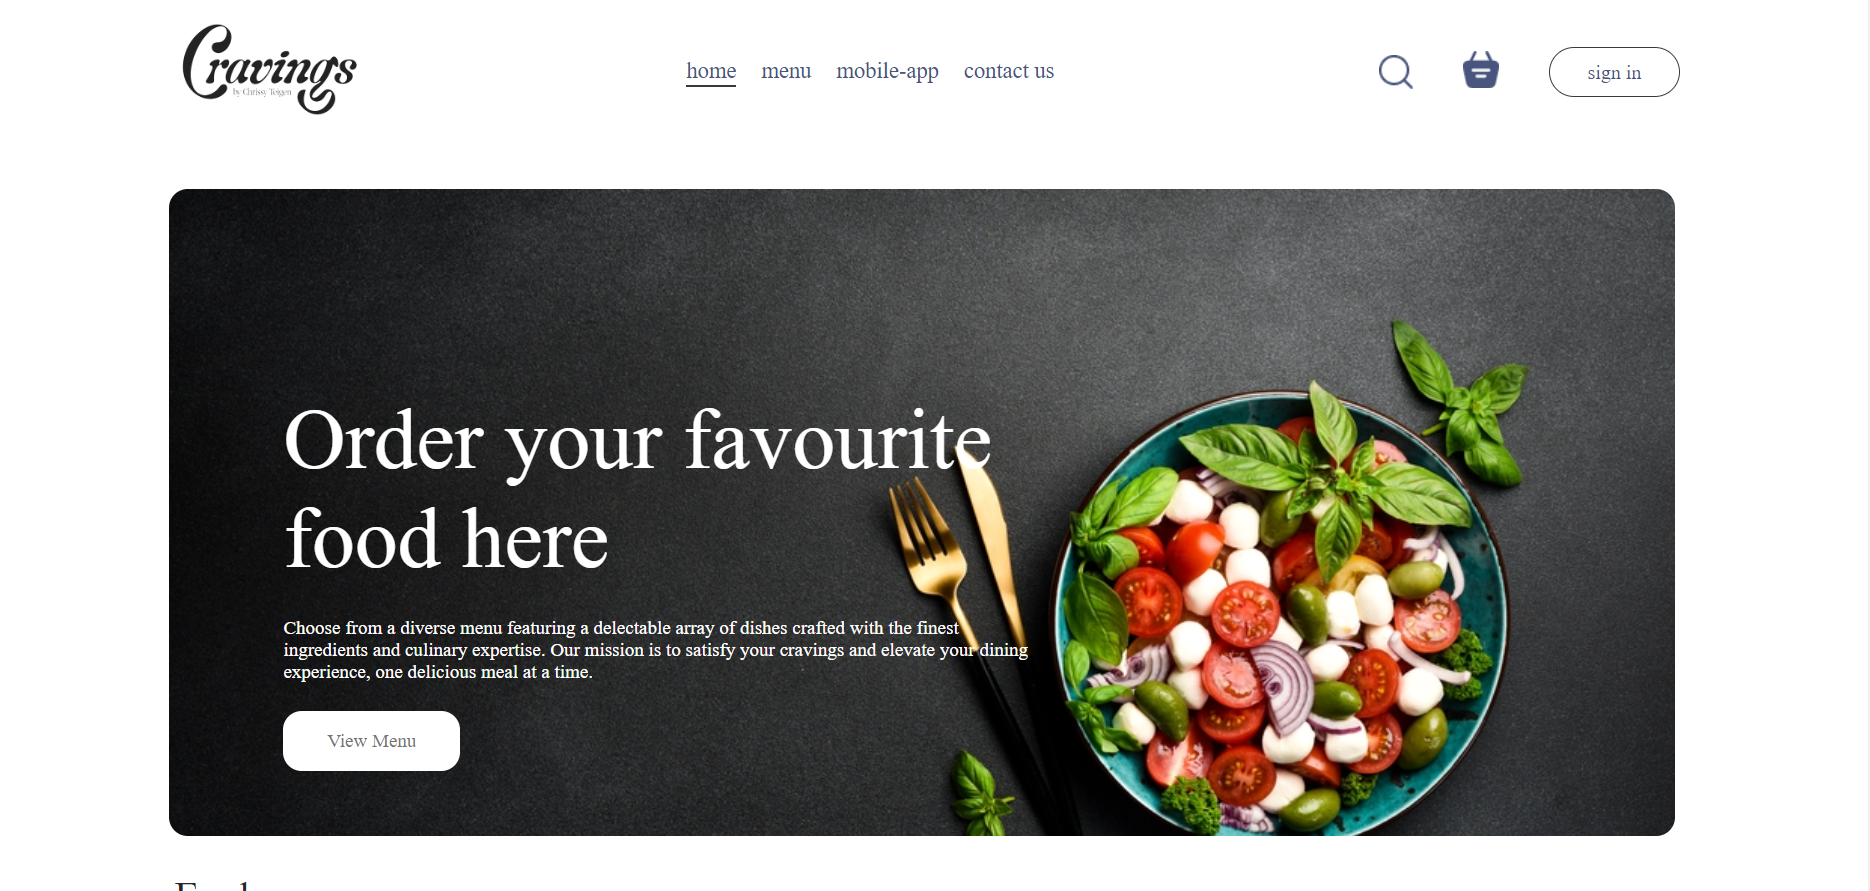 Cravings
by Chrissy Teigen
home menu mobile-app contact us
sign in
Order your favourite
food here
Choose from a diverse menu featuring a delectable array of dishes crafted with the finest
ingredients and culinary expertise. Our mission is to satisfy your cravings and elevate your dining
experience, one delicious meal at a time.
View Menu